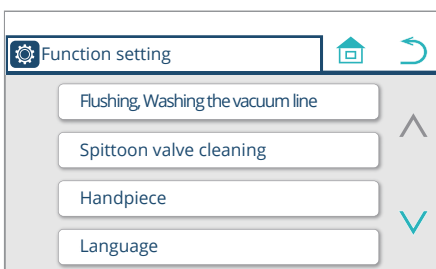 Function setting
Flushing, Washing the vacuum line
Spittoon valve cleaning
Handpiece
Language